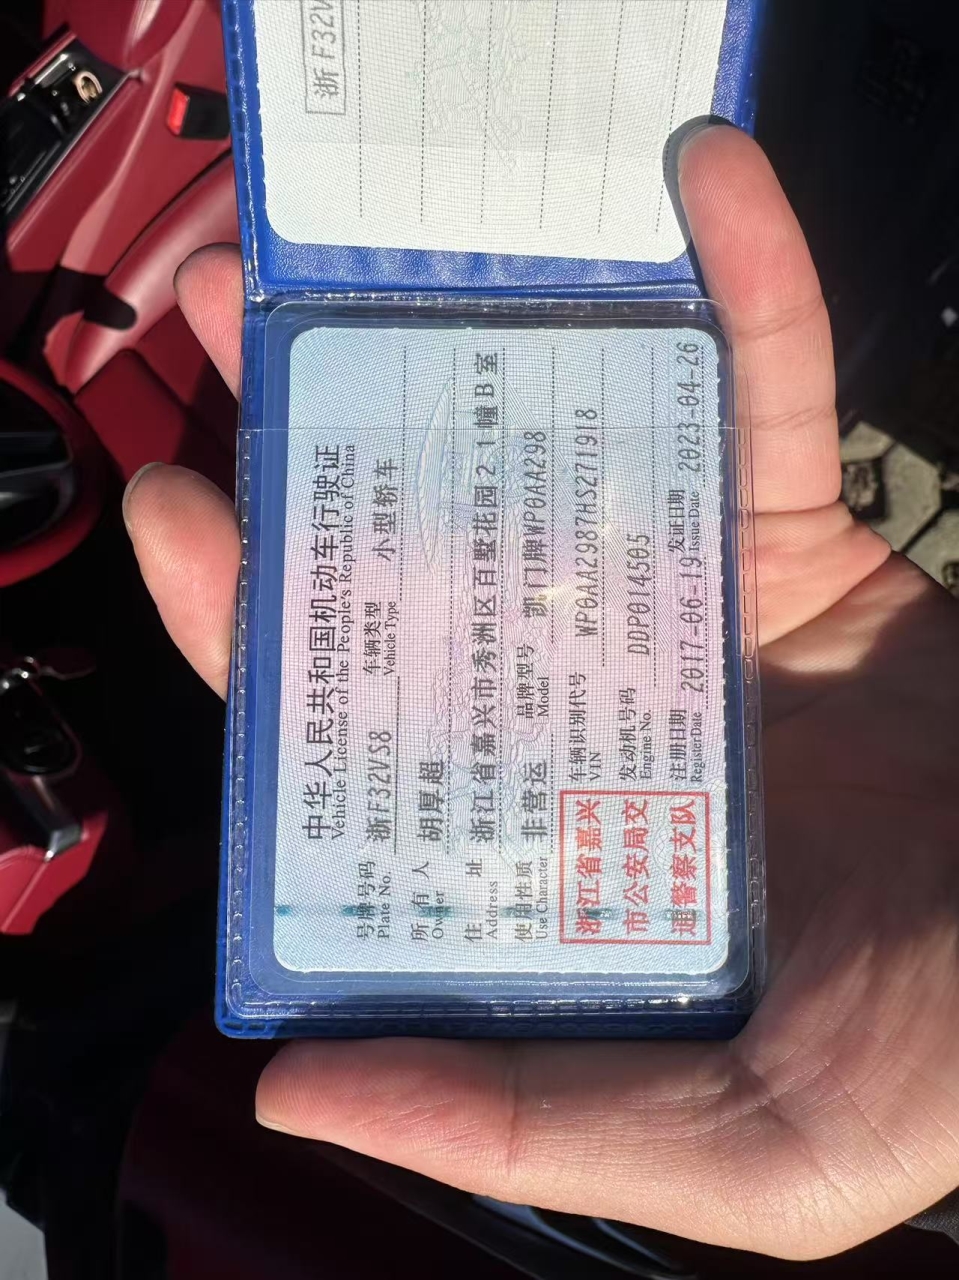 浙F32V
中华人民共和国机动车行驶证
Vehicle License of the People's Republic of China
号牌号码 浙F32VS8 车辆类型 小型轿车
Plate No. Vehicle Type
所有人 胡厚超
Owner
住址 浙江省嘉兴市秀洲区百墅花园21幢B室
Address
使用性质 非营运 品牌型号 凯门牌WP0AA298
Use Character Model
车辆识别代号 WP0AA2987HS271918
VIN
发动机号码 DDP014505
Engine No.
注册日期 2017-06-19 发证日期 2023-04-26
Register Date Issue Date
浙江省嘉兴
市公安局交
通警察支队